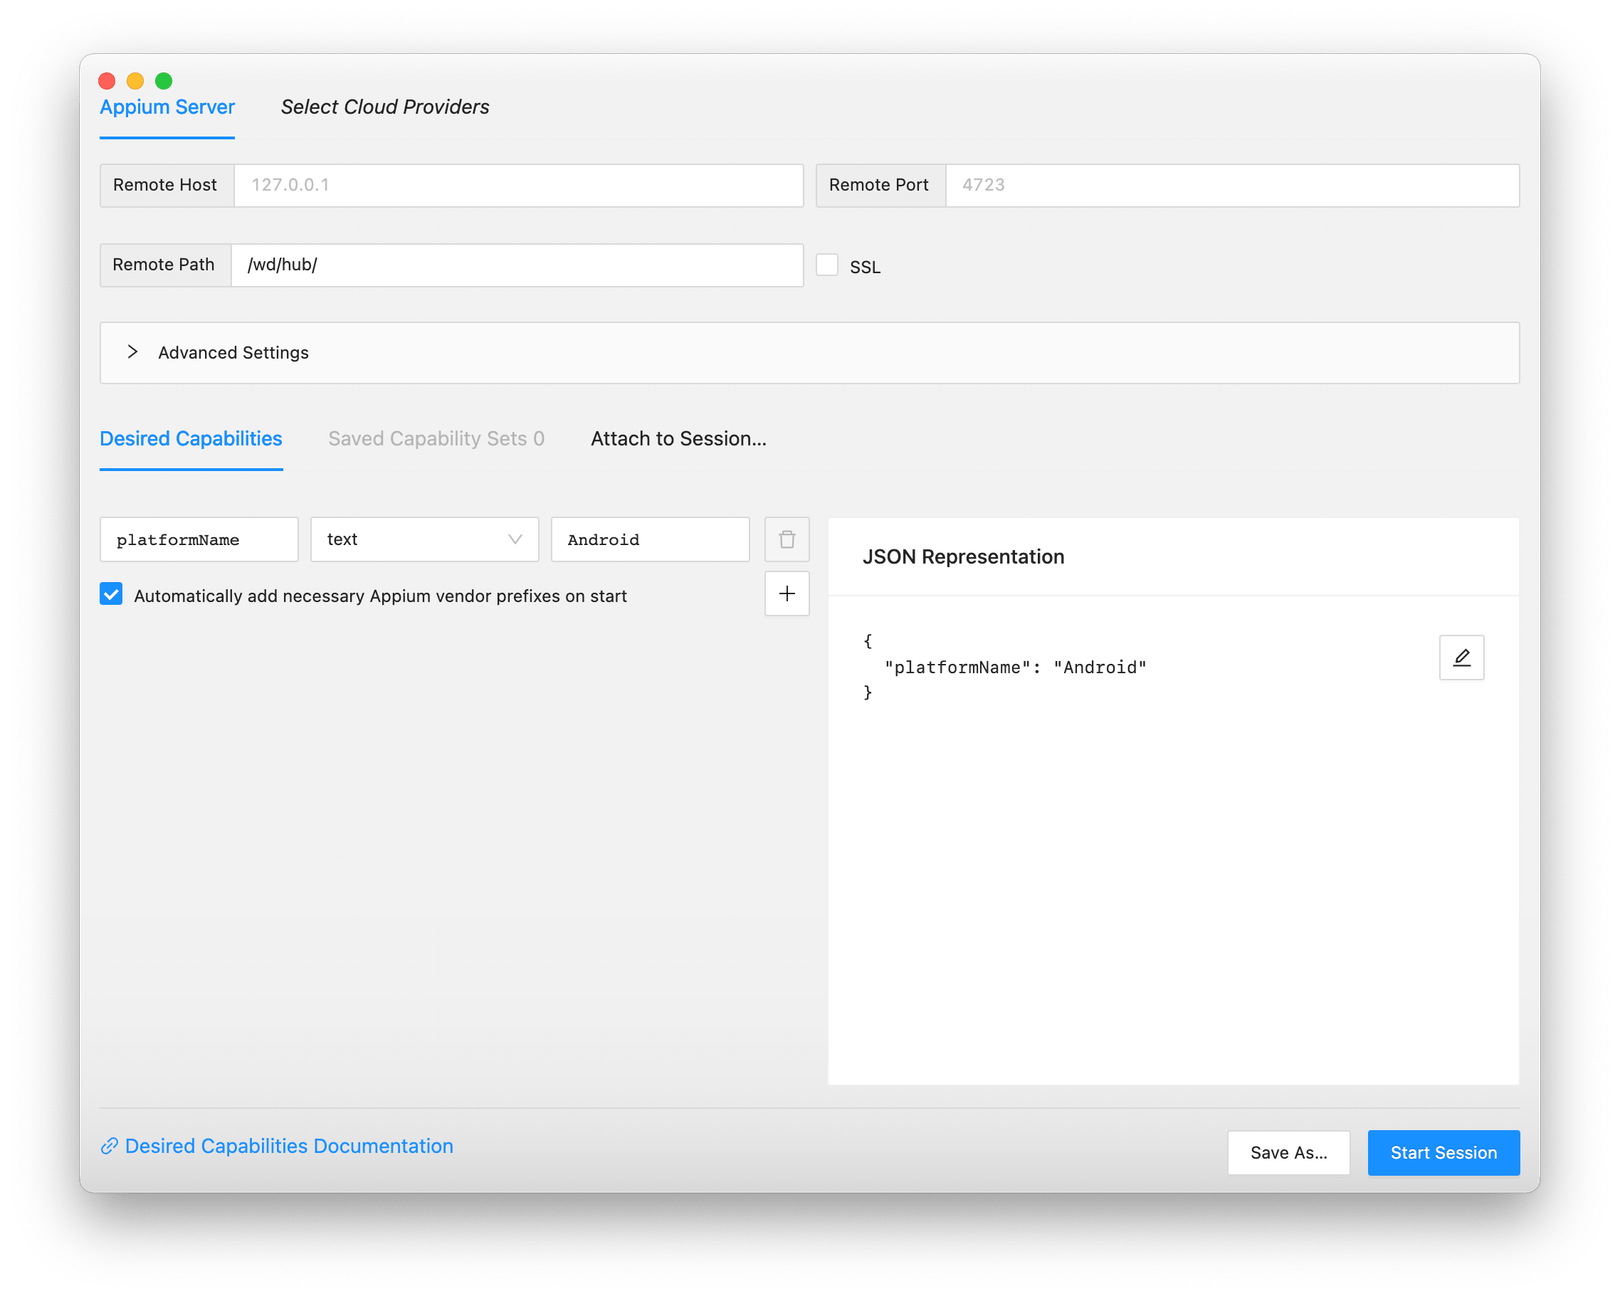 Appium Server Select Cloud Providers
Remote Host 127.0.0.1 Remote Port 4723
Remote Path /wd/hub/ SSL
Advanced Settings
Desired Capabilities Saved Capability Sets 0 Attach to Session...
platformName text Android
Automatically add necessary Appium vendor prefixes on start
JSON Representation
{
"platformName": "Android"
}
Desired Capabilities Documentation
Save As... Start Session